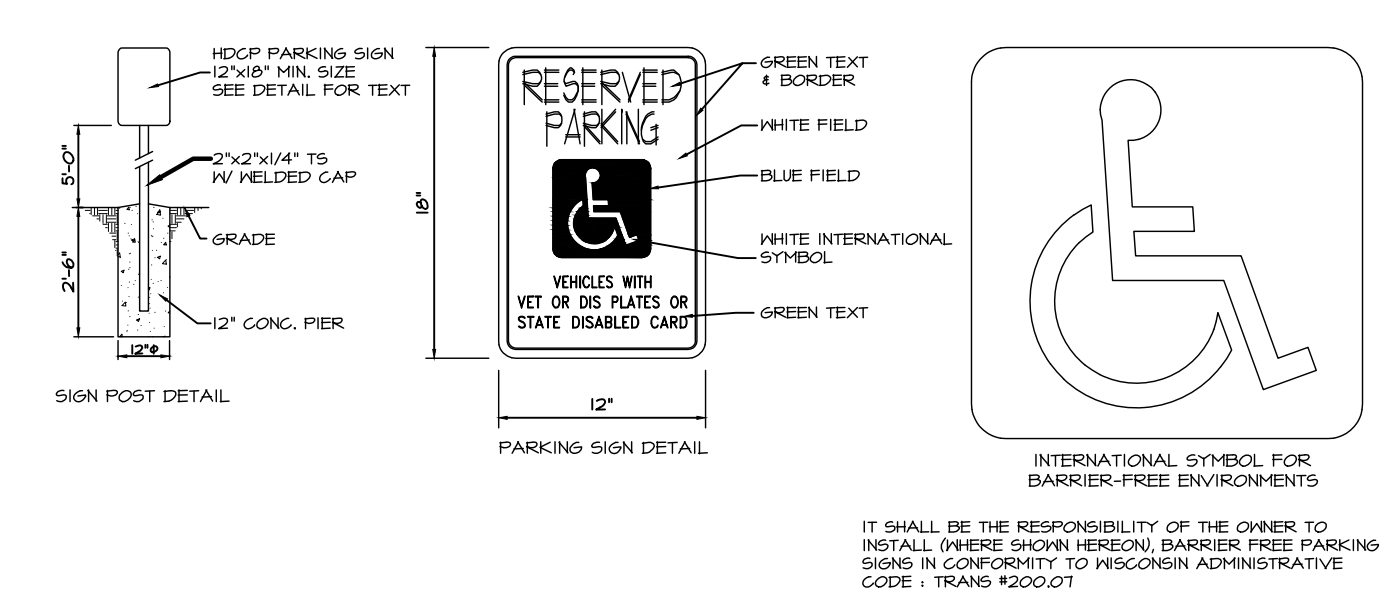 HDCP PARKING SIGN
12"x18" MIN. SIZE
SEE DETAIL FOR TEXT
5'-0"
2"x2"x1/4" TS
W/ WELDED CAP
GRADE
2'-6"
12" CONC. PIER
12"Φ
SIGN POST DETAIL
RESERVED
PARKING
VEHICLES WITH
VET OR DIS PLATES OR
STATE DISABLED CARD
18"
12"
GREEN TEXT
& BORDER
WHITE FIELD
BLUE FIELD
WHITE INTERNATIONAL
SYMBOL
GREEN TEXT
PARKING SIGN DETAIL
INTERNATIONAL SYMBOL FOR
BARRIER-FREE ENVIRONMENTS
IT SHALL BE THE RESPONSIBILITY OF THE OWNER TO
INSTALL (WHERE SHOWN HEREON), BARRIER FREE PARKING
SIGNS IN CONFORMITY TO WISCONSIN ADMINISTRATIVE
CODE : TRANS #200.07